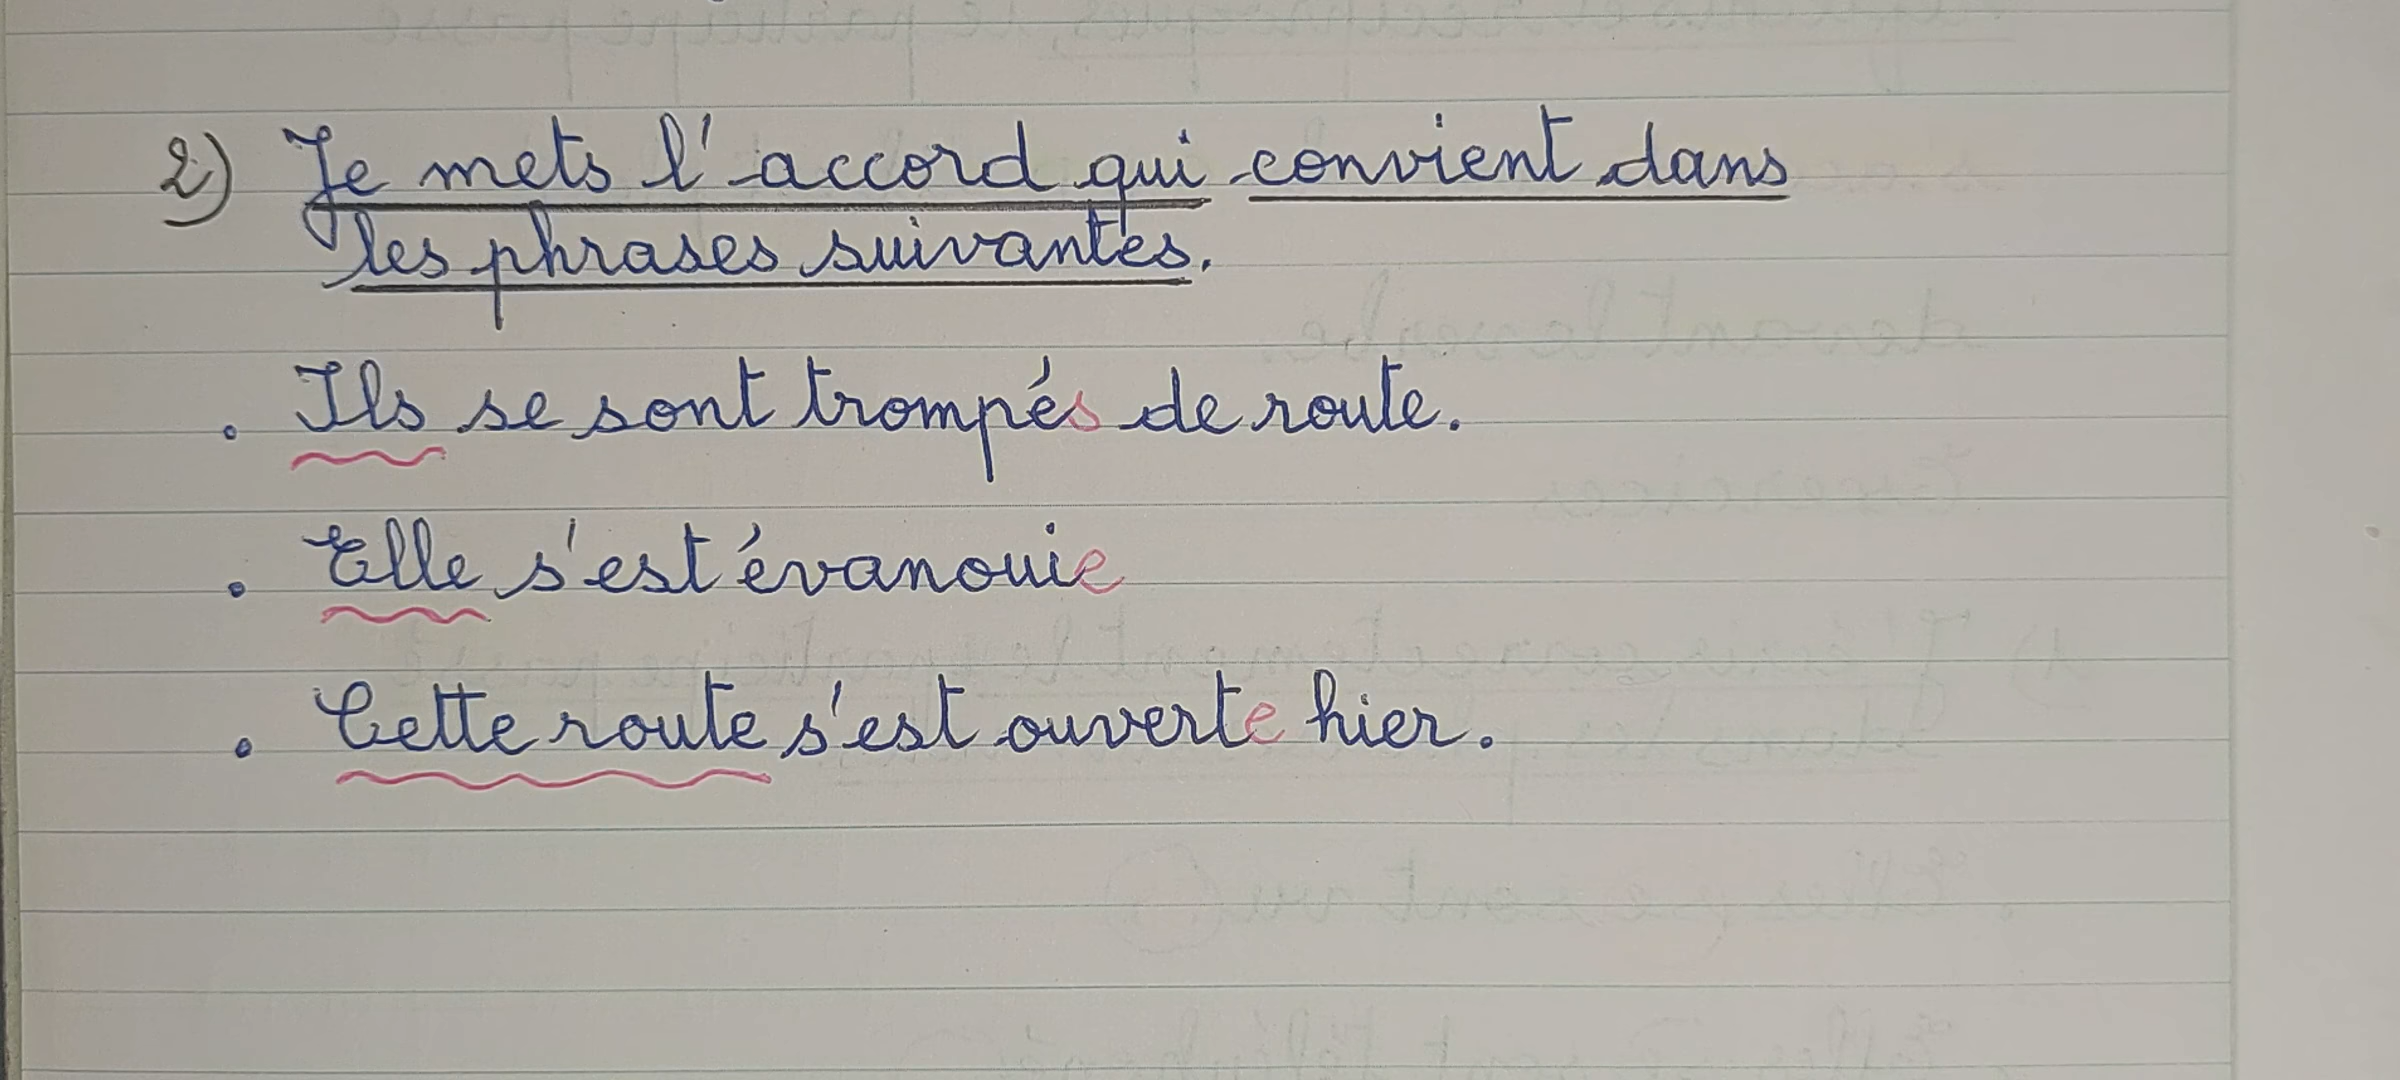 2) Je mets l'accord qui convient dans
les phrases suivantes.
. Ils se sont trompés de route.
. Elle s'est évanouie
. Cette route s'est ouverte hier.